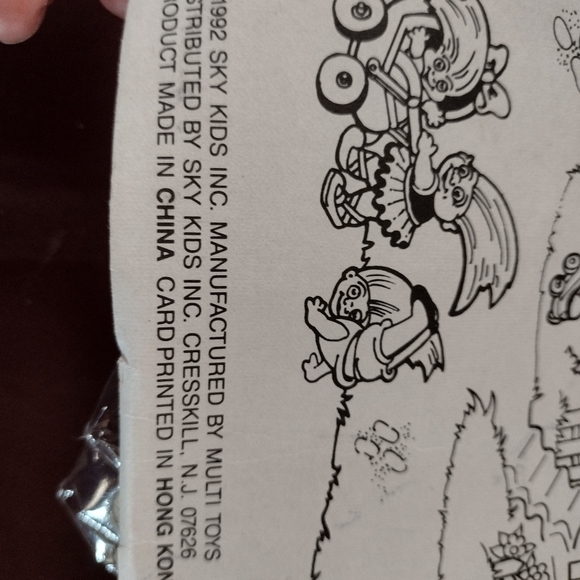 1992 SKY KIDS INC. MANUFACTURED BY MULTI TOYS
STRIBUTED BY SKY KIDS INC. CRESSKILL, N.J. 07626
ODUCT MADE IN CHINA CARD PRINTED IN HONG KON